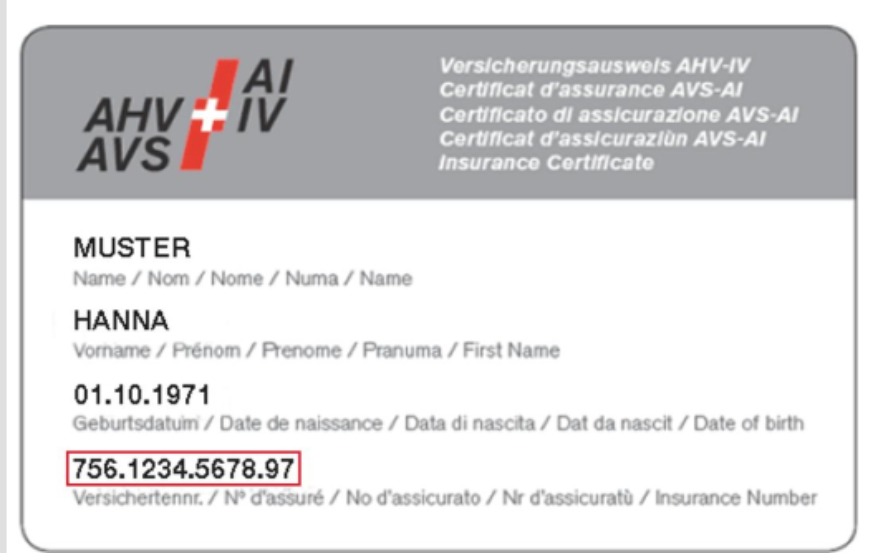 AHV AI
AVS IV
Versicherungsausweis AHV-IV
Certificat d'assurance AVS-AI
Certificato di assicurazione AVS-AI
Certificat d'assicuraziùn AVS-AI
Insurance Certificate
MUSTER
Name / Nom / Nome / Numa / Name
HANNA
Vorname / Prénom / Prenome / Pranuma / First Name
01.10.1971
Geburtsdatum / Date de naissance / Data di nascita / Dat da nascit / Date of birth
756.1234.5678.97
Versichertennr. / Nº d'assuré / No d'assicurato / Nr d'assicuratù / Insurance Number